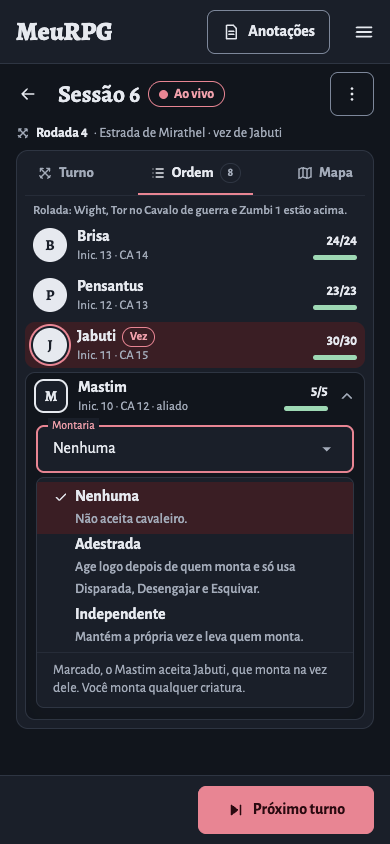 MeuRPG
Anotações
Sessão 6
Ao vivo
Rodada 4 · Estrada de Mirathel · vez de Jabuti
Turno
Ordem 8
Mapa
Rolada: Wight, Tor no Cavalo de guerra e Zumbi 1 estão acima.
B
Brisa
24/24
Inic. 13 · CA 14
P
Pensantus
23/23
Inic. 12 · CA 13
J
Jabuti Vez
30/30
Inic. 11 · CA 15
M
Mastim
5/5
Inic. 10 · CA 12 · aliado
Montaria
Nenhuma
Nenhuma
Não aceita cavaleiro.
Adestrada
Age logo depois de quem monta e só usa
Disparada, Desengajar e Esquivar.
Independente
Mantém a própria vez e leva quem monta.
Marcado, o Mastim aceita Jabuti, que monta na vez
dele. Você monta qualquer criatura.
Próximo turno